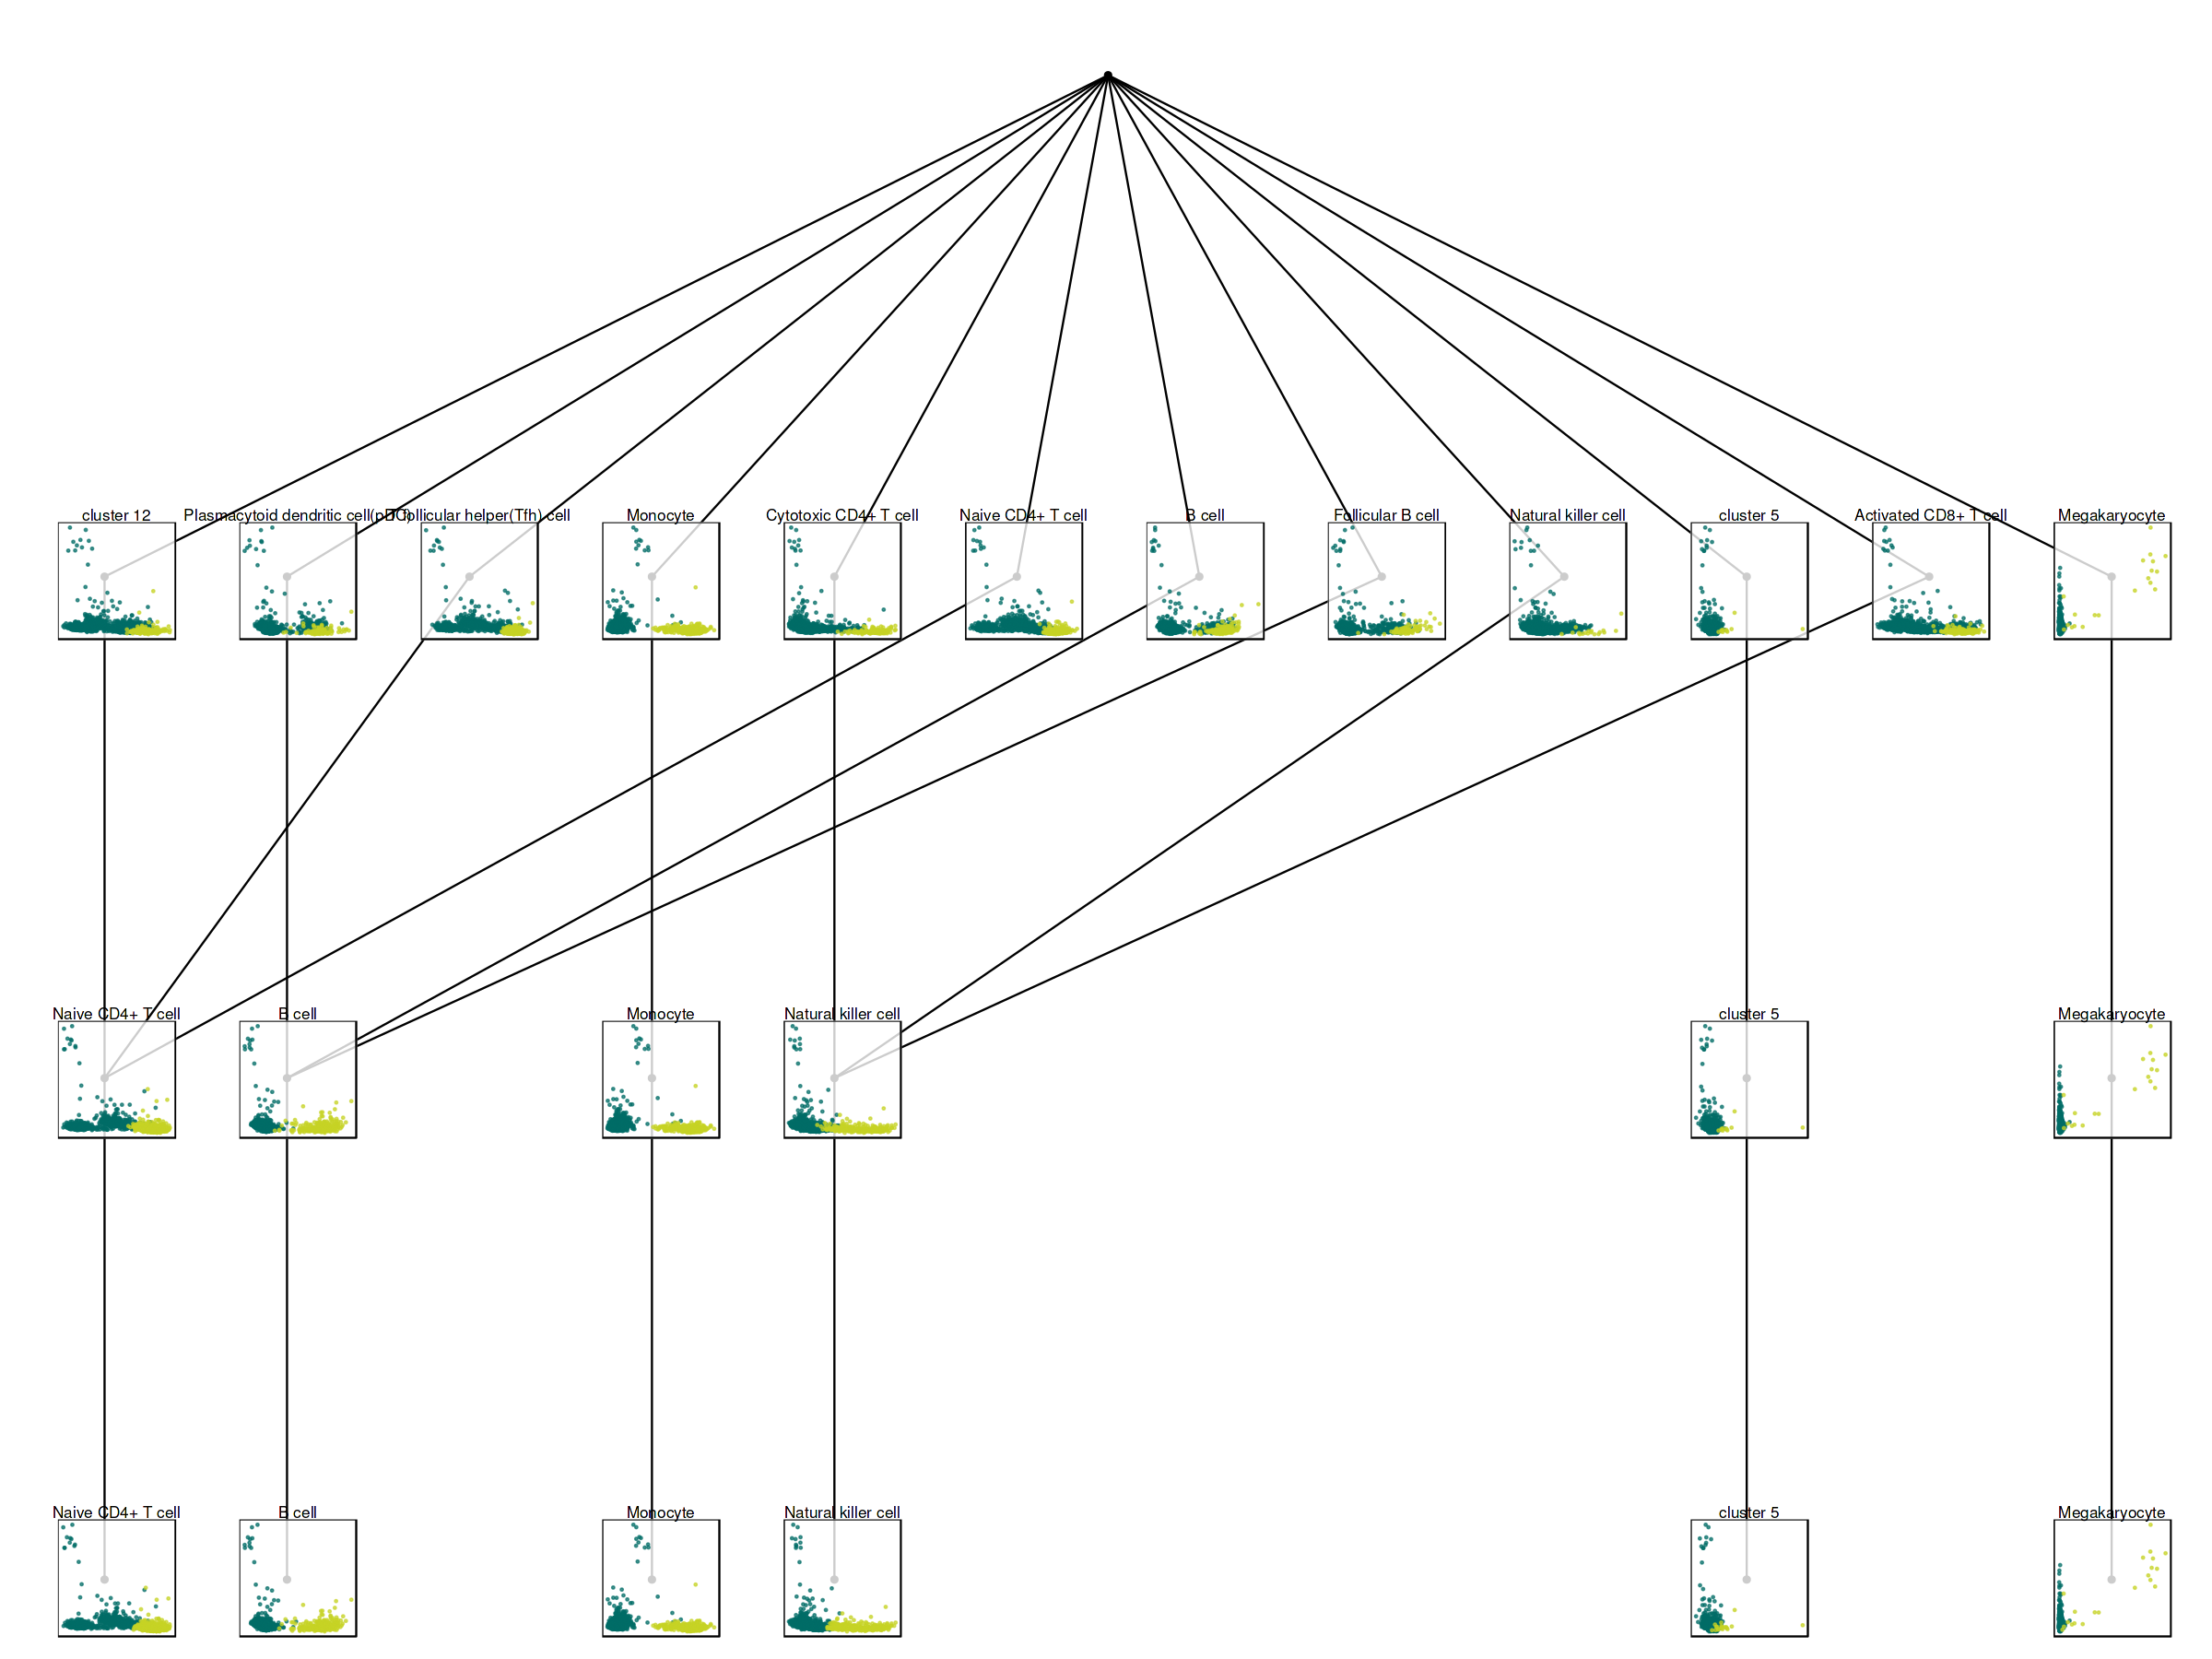 cluster 12
Plasmacytoid dendritic cell(pDC)
T follicular helper(Tfh) cell
Monocyte
Cytotoxic CD4+ T cell
Naive CD4+ T cell
B cell
Follicular B cell
Natural killer cell
cluster 5
Activated CD8+ T cell
Megakaryocyte
Naive CD4+ T cell
B cell
Monocyte
Natural killer cell
cluster 5
Megakaryocyte
Naive CD4+ T cell
B cell
Monocyte
Natural killer cell
cluster 5
Megakaryocyte